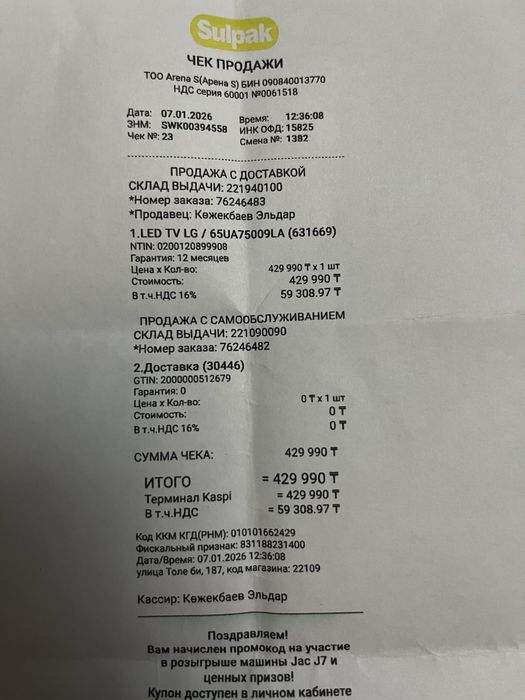 Sulpak
ЧЕК ПРОДАЖИ
ТОО Arena S(Арена S) БИН 090840013770
НДС серия 60001 №0061518
Дата: 07.01.2026 Время: 12:36:08
ЗНМ: SWK00394558 ИНК ОФД: 15825
Чек №: 23 Смена №: 1382
ПРОДАЖА С ДОСТАВКОЙ
СКЛАД ВЫДАЧИ: 221940100
*Номер заказа: 76246483
*Продавец: Көжекбаев Эльдар
1.LED TV LG / 65UA75009LA (631669)
NTIN: 0200120899908
Гарантия: 12 месяцев
Цена х Кол-во: 429 990 ₸ х 1 шт
Стоимость: 429 990 ₸
В т.ч.НДС 16% 59 308.97 ₸
ПРОДАЖА С САМООБСЛУЖИВАНИЕМ
СКЛАД ВЫДАЧИ: 221090090
*Номер заказа: 76246482
2.Доставка (30446)
GTIN: 2000000512679
Гарантия: 0
Цена х Кол-во: 0 ₸ х 1 шт
Стоимость: 0 ₸
В т.ч.НДС 16% 0 ₸
СУММА ЧЕКА: 429 990 ₸
ИТОГО = 429 990 ₸
Терминал Kaspi = 429 990 ₸
В т.ч.НДС = 59 308.97 ₸
Код ККМ КГД(РНМ): 010101662429
Фискальный признак: 831188231400
Дата/Время: 07.01.2026 12:36:08
улица Толе би, 187, код магазина: 22109
Кассир: Көжекбаев Эльдар
Поздравляем!
Вам начислен промокод на участие
в розыгрыше машины Jac J7 и
ценных призов!
Купон доступен в личном кабинете